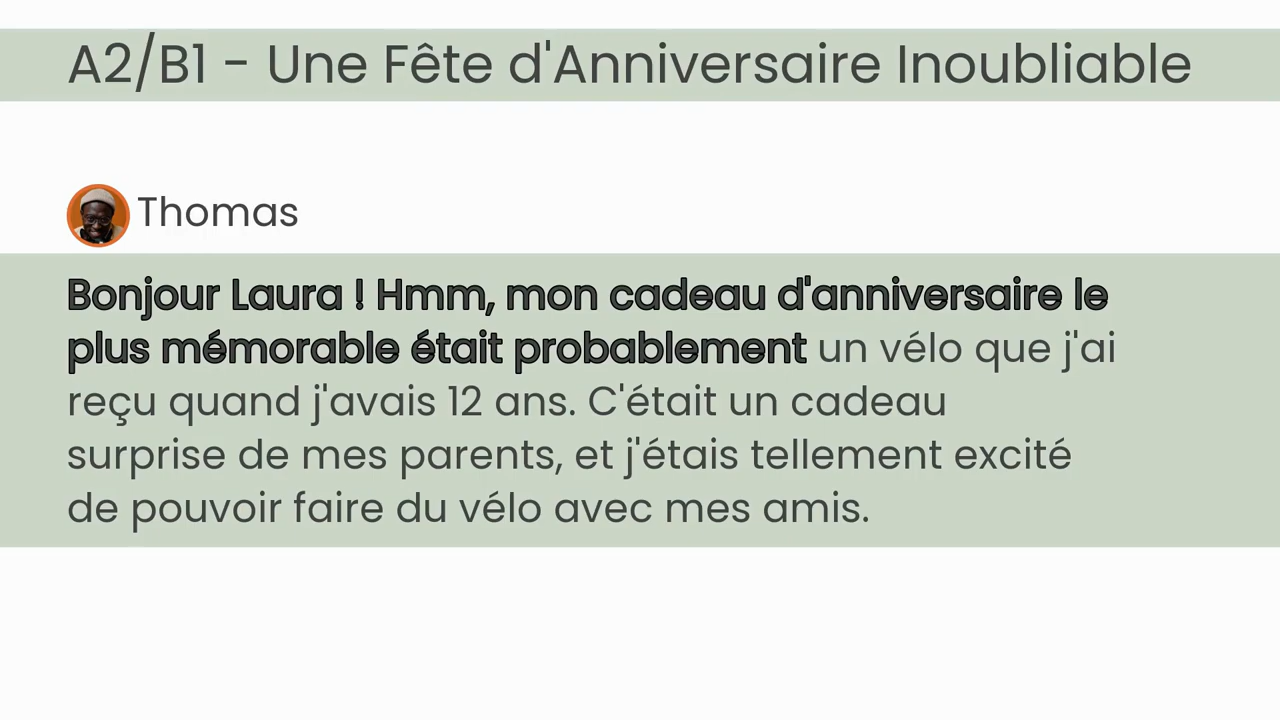 A2/B1 - Une Fête d'Anniversaire Inoubliable
Thomas
Bonjour Laura ! Hmm, mon cadeau d'anniversaire le
plus mémorable était probablement un vélo que j'ai
reçu quand j'avais 12 ans. C'était un cadeau
surprise de mes parents, et j'étais tellement excité
de pouvoir faire du vélo avec mes amis.